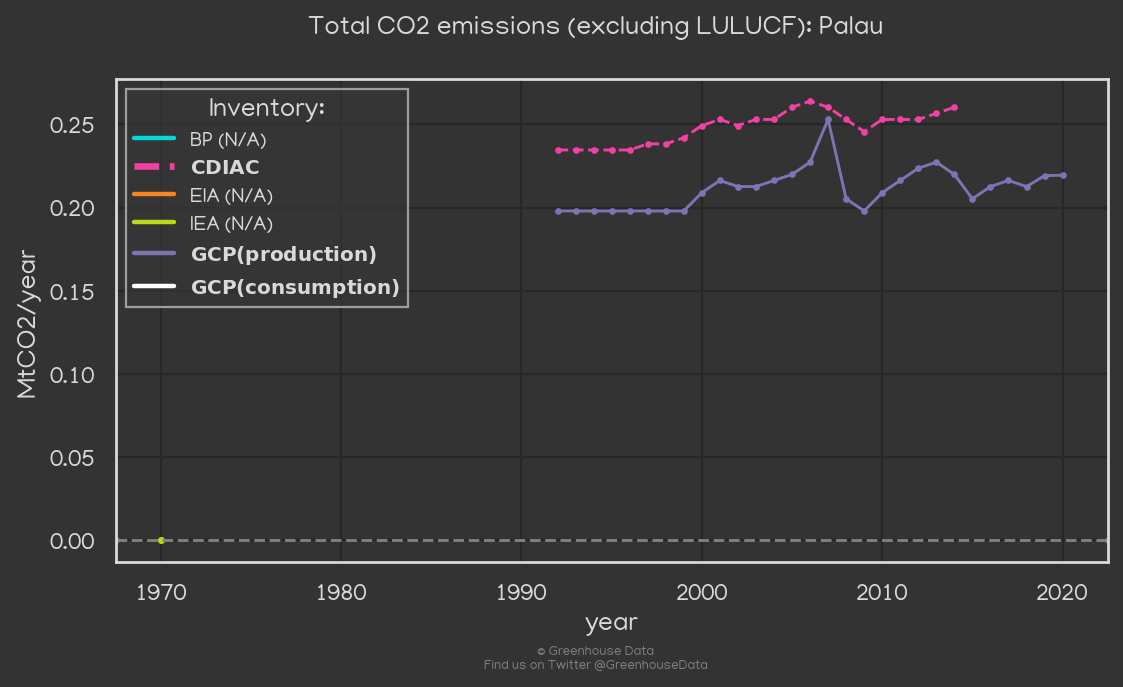 Total CO2 emissions (excluding LULUCF): Palau
Inventory:
BP (N/A)
CDIAC
EIA (N/A)
IEA (N/A)
GCP(production)
GCP(consumption)
MtCO2/year
0.25
0.20
0.15
0.10
0.05
0.00
1970 1980 1990 2000 2010 2020
year
© Greenhouse Data
Find us on Twitter @GreenhouseData